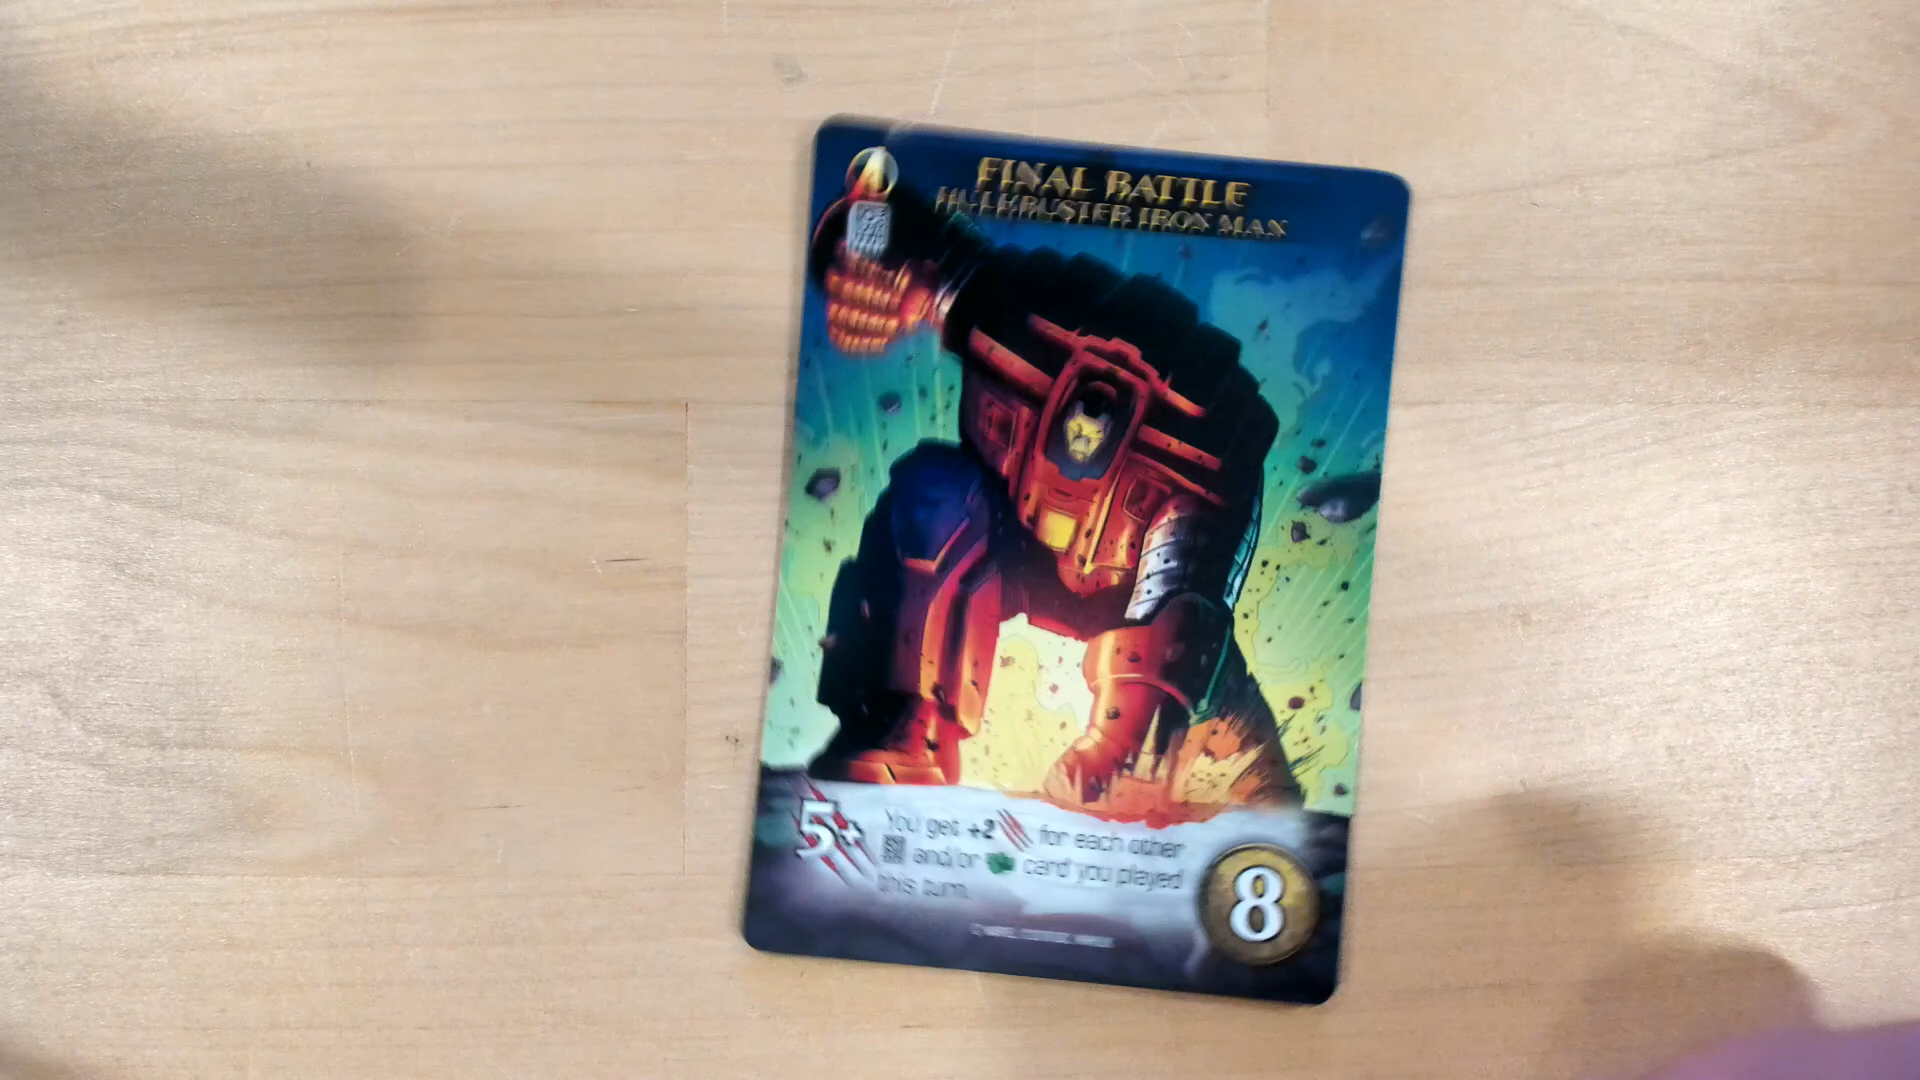 FINAL BATTLE
HULKBUSTER IRON MAN
5+
You get +2 for each other
and/or card you played
this turn.
8